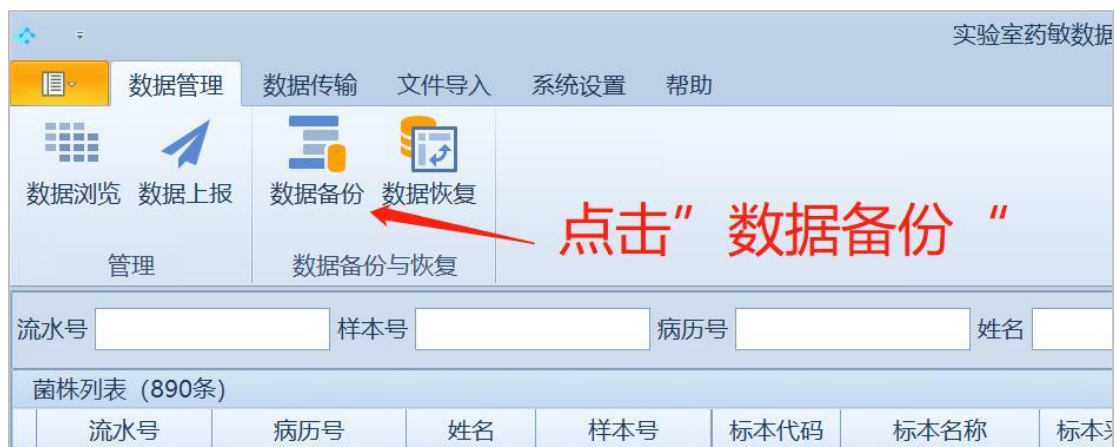 实验室药敏数据
数据管理 数据传输 文件导入 系统设置 帮助
数据浏览 数据上报 数据备份 数据恢复
点击” 数据备份 “
管理 数据备份与恢复
流水号 样本号 病历号 姓名
菌株列表 (890条)
流水号 病历号 姓名 样本号 标本代码 标本名称 标本